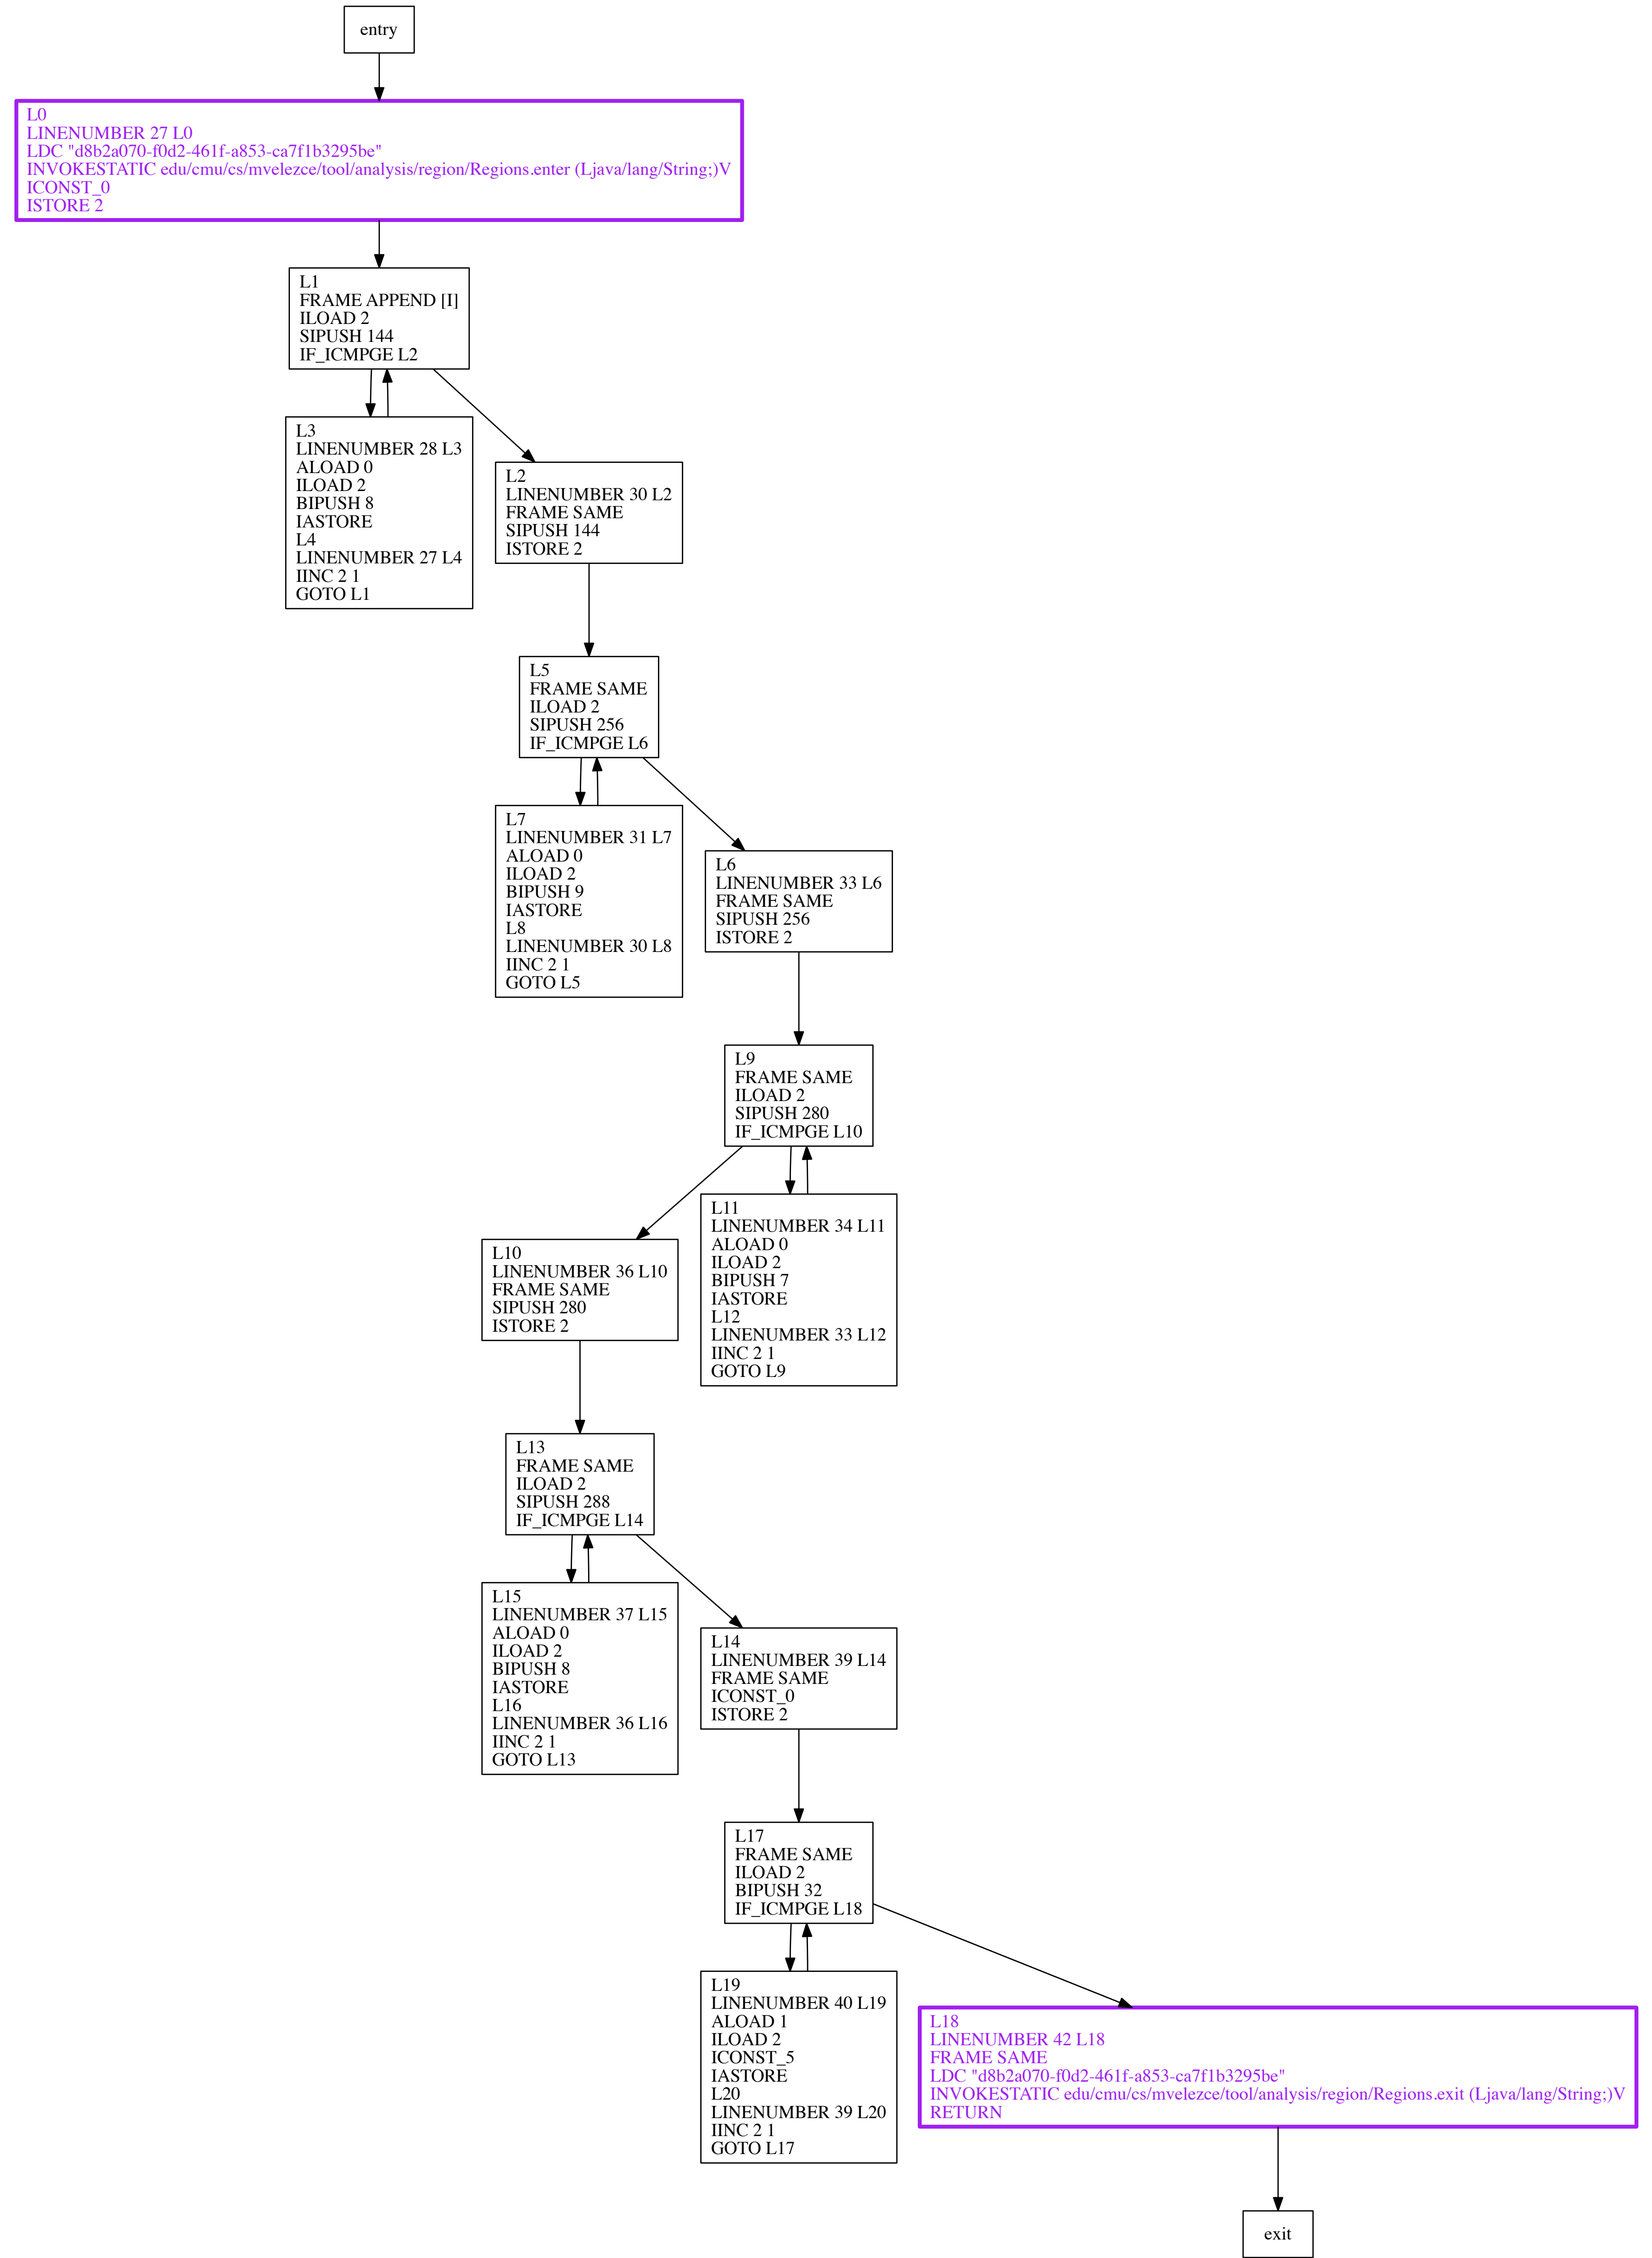 entry
L0
LINENUMBER 27 L0
LDC "d8b2a070-f0d2-461f-a853-ca7f1b3295be"
INVOKESTATIC edu/cmu/cs/mvelezce/tool/analysis/region/Regions.enter (Ljava/lang/String;)V
ICONST_0
ISTORE 2
L1
FRAME APPEND [I]
ILOAD 2
SIPUSH 144
IF_ICMPGE L2
L3
LINENUMBER 28 L3
ALOAD 0
ILOAD 2
BIPUSH 8
IASTORE
L4
LINENUMBER 27 L4
IINC 2 1
GOTO L1
L2
LINENUMBER 30 L2
FRAME SAME
SIPUSH 144
ISTORE 2
L5
FRAME SAME
ILOAD 2
SIPUSH 256
IF_ICMPGE L6
L7
LINENUMBER 31 L7
ALOAD 0
ILOAD 2
BIPUSH 9
IASTORE
L8
LINENUMBER 30 L8
IINC 2 1
GOTO L5
L6
LINENUMBER 33 L6
FRAME SAME
SIPUSH 256
ISTORE 2
L9
FRAME SAME
ILOAD 2
SIPUSH 280
IF_ICMPGE L10
L11
LINENUMBER 34 L11
ALOAD 0
ILOAD 2
BIPUSH 7
IASTORE
L12
LINENUMBER 33 L12
IINC 2 1
GOTO L9
L10
LINENUMBER 36 L10
FRAME SAME
SIPUSH 280
ISTORE 2
L13
FRAME SAME
ILOAD 2
SIPUSH 288
IF_ICMPGE L14
L15
LINENUMBER 37 L15
ALOAD 0
ILOAD 2
BIPUSH 8
IASTORE
L16
LINENUMBER 36 L16
IINC 2 1
GOTO L13
L14
LINENUMBER 39 L14
FRAME SAME
ICONST_0
ISTORE 2
L17
FRAME SAME
ILOAD 2
BIPUSH 32
IF_ICMPGE L18
L19
LINENUMBER 40 L19
ALOAD 1
ILOAD 2
ICONST_5
IASTORE
L20
LINENUMBER 39 L20
IINC 2 1
GOTO L17
L18
LINENUMBER 42 L18
FRAME SAME
LDC "d8b2a070-f0d2-461f-a853-ca7f1b3295be"
INVOKESTATIC edu/cmu/cs/mvelezce/tool/analysis/region/Regions.exit (Ljava/lang/String;)V
RETURN
exit